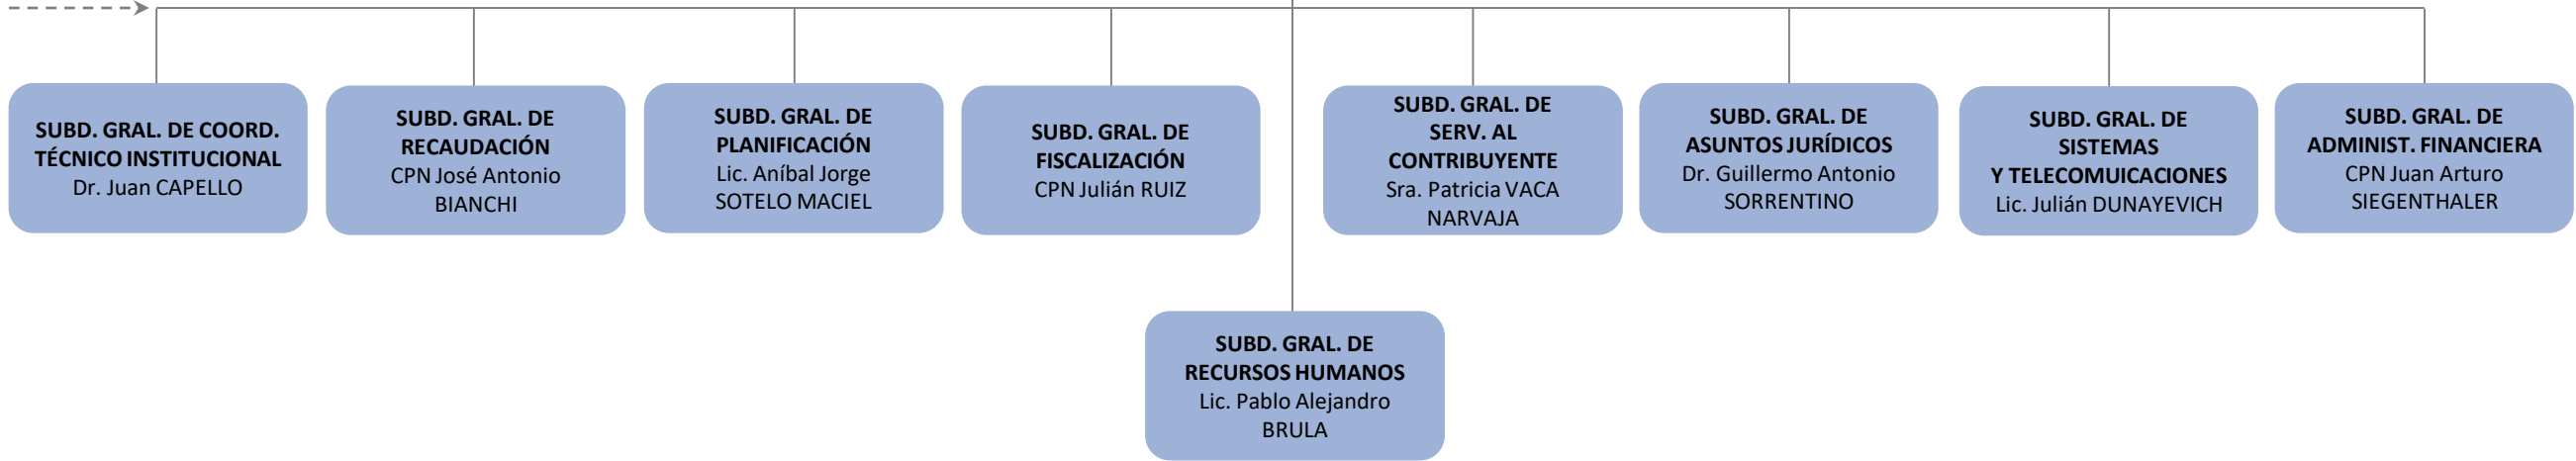 SUBD. GRAL. DE COORD.
TÉCNICO INSTITUCIONAL
Dr. Juan CAPELLO
SUBD. GRAL. DE
RECAUDACIÓN
CPN José Antonio
BIANCHI
SUBD. GRAL. DE
PLANIFICACIÓN
Lic. Aníbal Jorge
SOTELO MACIEL
SUBD. GRAL. DE
FISCALIZACIÓN
CPN Julián RUIZ
SUBD. GRAL. DE
SERV. AL
CONTRIBUYENTE
Sra. Patricia VACA
NARVAJA
SUBD. GRAL. DE
ASUNTOS JURÍDICOS
Dr. Guillermo Antonio
SORRENTINO
SUBD. GRAL. DE
SISTEMAS
Y TELECOMUICACIONES
Lic. Julián DUNAYEVICH
SUBD. GRAL. DE
ADMINIST. FINANCIERA
CPN Juan Arturo
SIEGENTHALER
SUBD. GRAL. DE
RECURSOS HUMANOS
Lic. Pablo Alejandro
BRULA